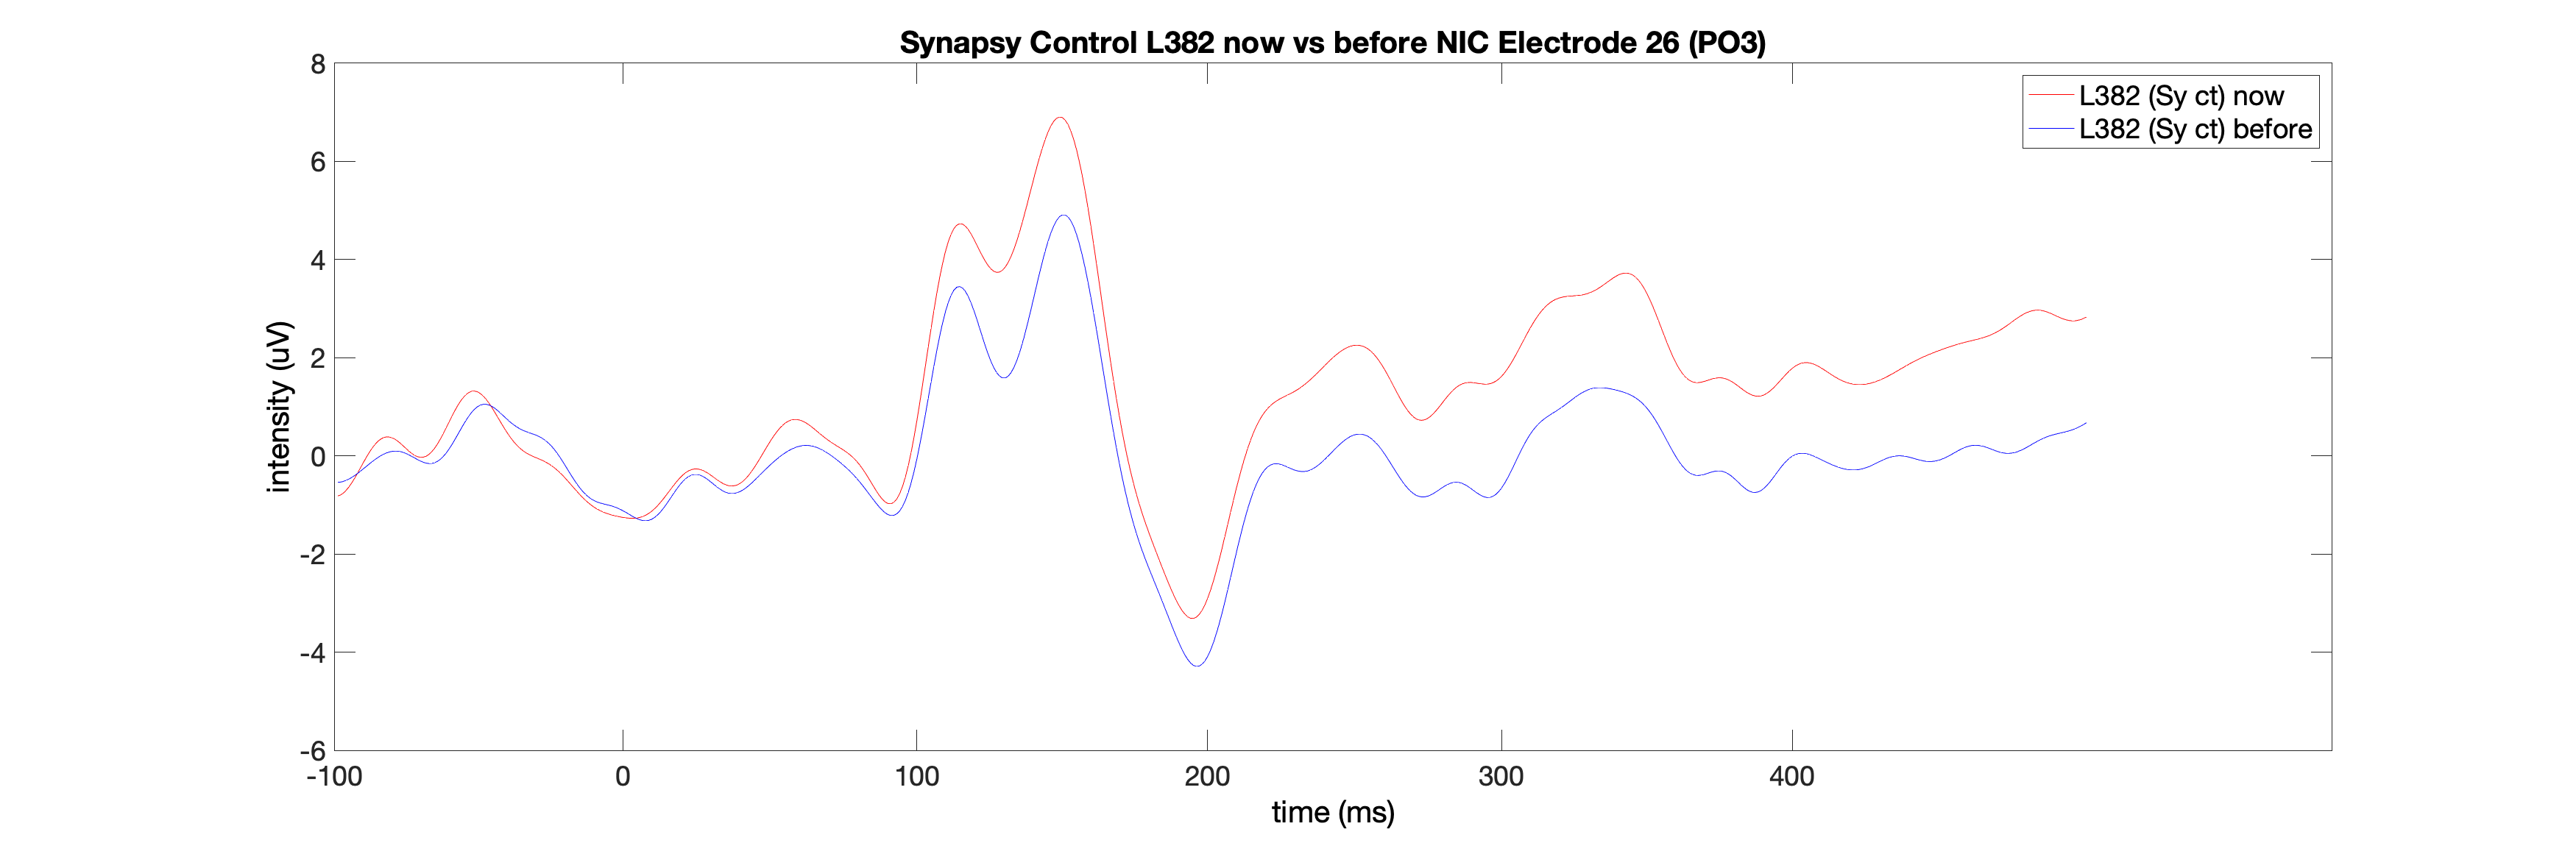 Synapsy Control L382 now vs before NIC Electrode 26 (PO3)
8
6
4
2
0
-2
-4
-6
intensity (uV)
L382 (Sy ct) now
L382 (Sy ct) before
-100 0 100 200 300 400
time (ms)